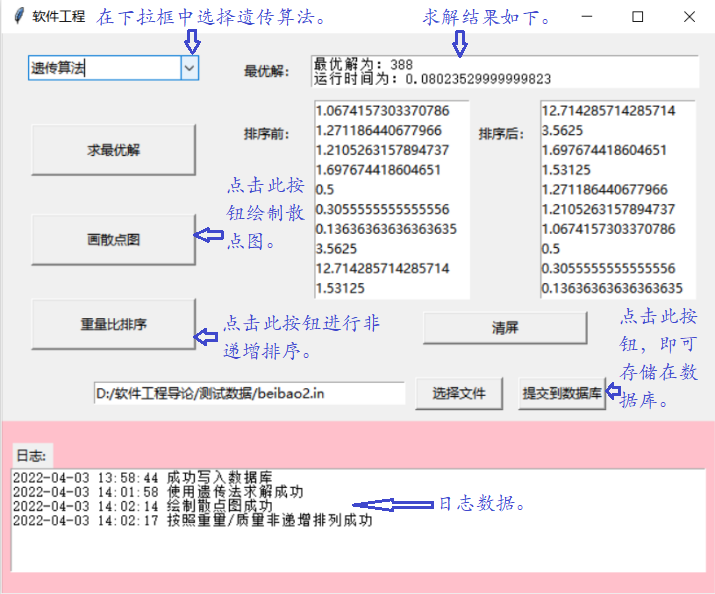 软件工程
在下拉框中选择遗传算法。
求解结果如下。
遗传算法
最优解：
最优解为：388
运行时间为：0.08023529999999823
求最优解
排序前：
1.0674157303370786
1.271186440677966
1.2105263157894737
1.697674418604651
0.5
0.3055555555555556
0.13636363636363635
3.5625
12.714285714285714
1.53125
排序后：
12.714285714285714
3.5625
1.697674418604651
1.53125
1.271186440677966
1.2105263157894737
1.0674157303370786
0.5
0.3055555555555556
0.13636363636363635
点击此按
钮绘制散
点图。
画散点图
重量比排序
点击此按钮进行非
递增排序。
清屏
点击此按
钮，即可
存储在数
据库。
D:/软件工程导论/测试数据/beibao2.in
选择文件
提交到数据库
日志:
2022-04-03 13:58:44 成功写入数据库
2022-04-03 14:01:58 使用遗传法求解成功
2022-04-03 14:02:14 绘制散点图成功
2022-04-03 14:02:17 按照重量/质量非递增排列成功
日志数据。